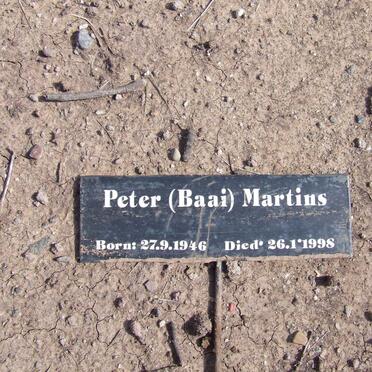 Peter (Baai) Martins
Born: 27.9.1946 Died: 26.1.1998